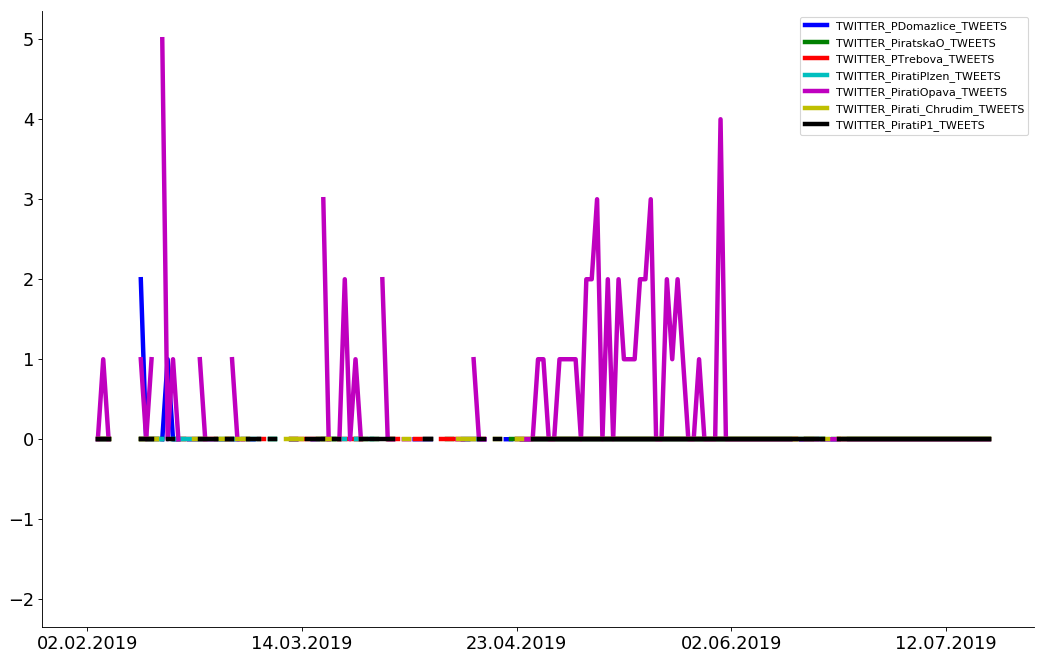 TWITTER_PDomazlice_TWEETS
TWITTER_PiratskaO_TWEETS
TWITTER_PTrebova_TWEETS
TWITTER_PiratiPlzen_TWEETS
TWITTER_PiratiOpava_TWEETS
TWITTER_Pirati_Chrudim_TWEETS
TWITTER_PiratiP1_TWEETS
5
4
3
2
1
0
−1
−2
02.02.2019 14.03.2019 23.04.2019 02.06.2019 12.07.2019